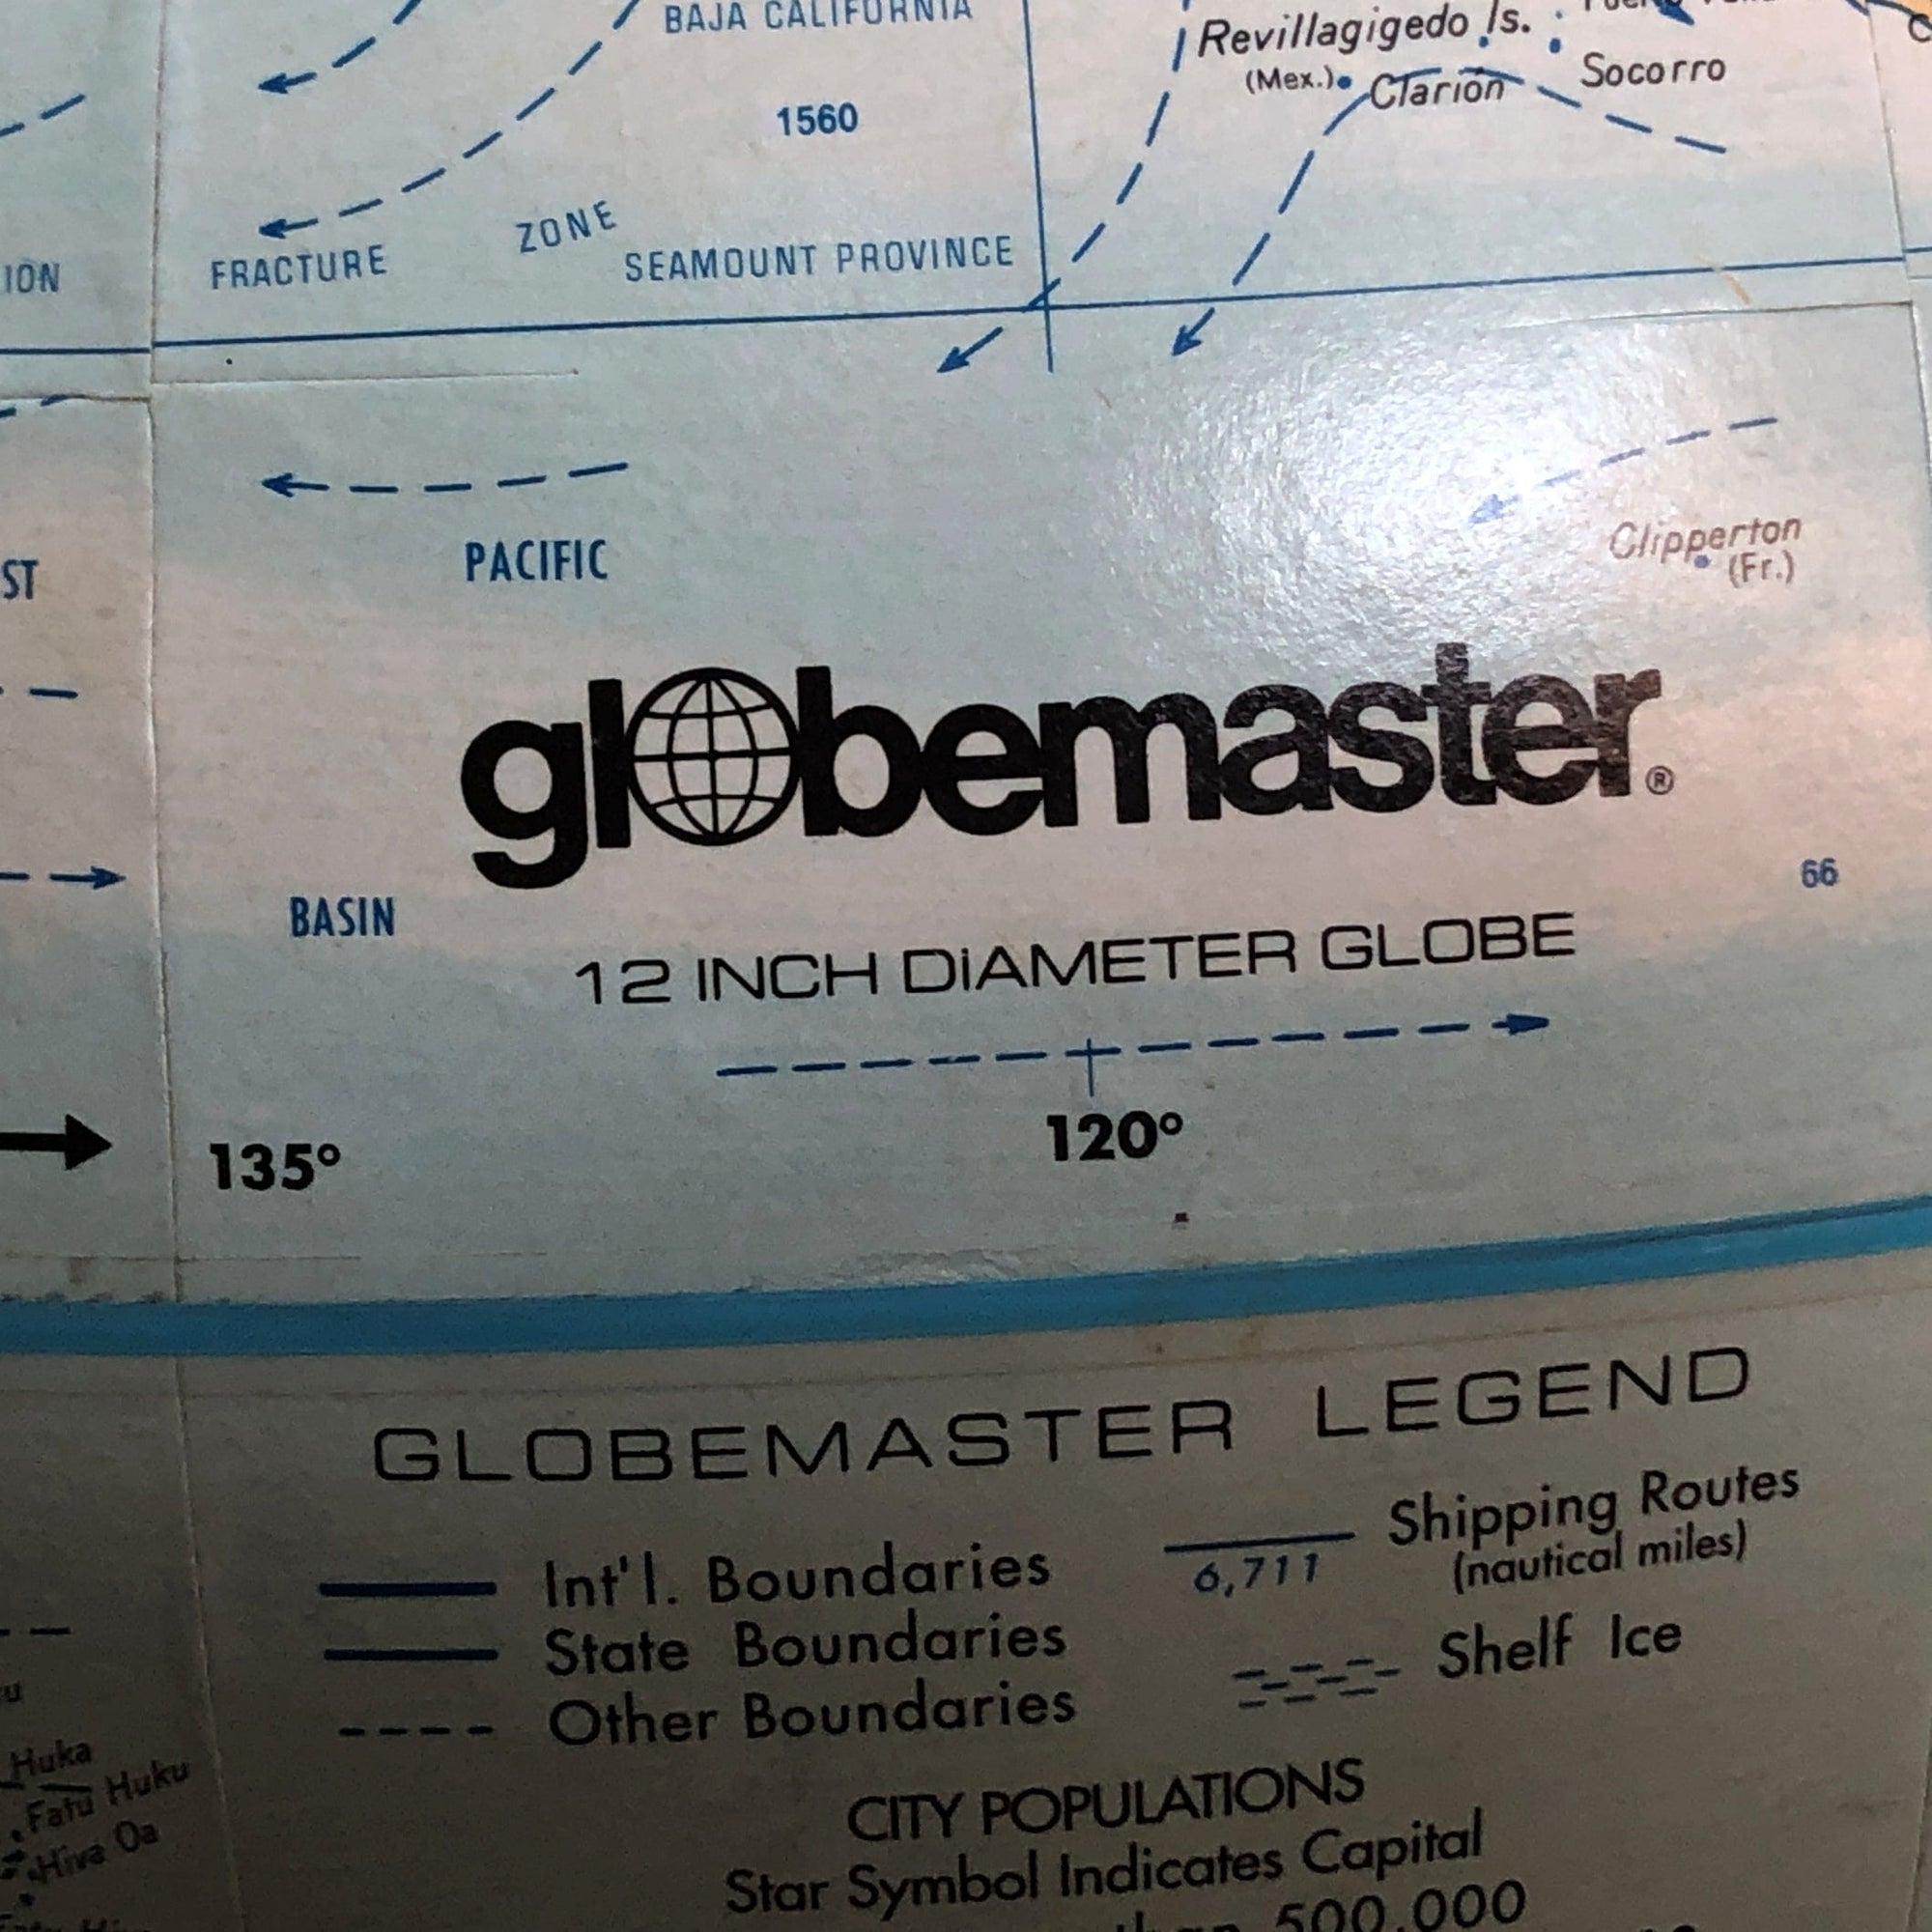 BAJA CALIFORNIA
Revillagigedo Is.
(Mex.)
Clarion
Socorro
1560
ZONE
FRACTURE
SEAMOUNT PROVINCE
ION
PACIFIC
ST
Clipperton
(Fr.)
globemaster®
66
BASIN
12 INCH DiAMETER GLOBE
135°
120°
GLOBEMASTER LEGEND
Int'l. Boundaries
State Boundaries
Other Boundaries
Shipping Routes
(nautical miles)
6,711
Shelf Ice
Huka
Fatu Huku
Hiva Oa
CITY POPULATIONS
Star Symbol Indicates Capital
than 500,000